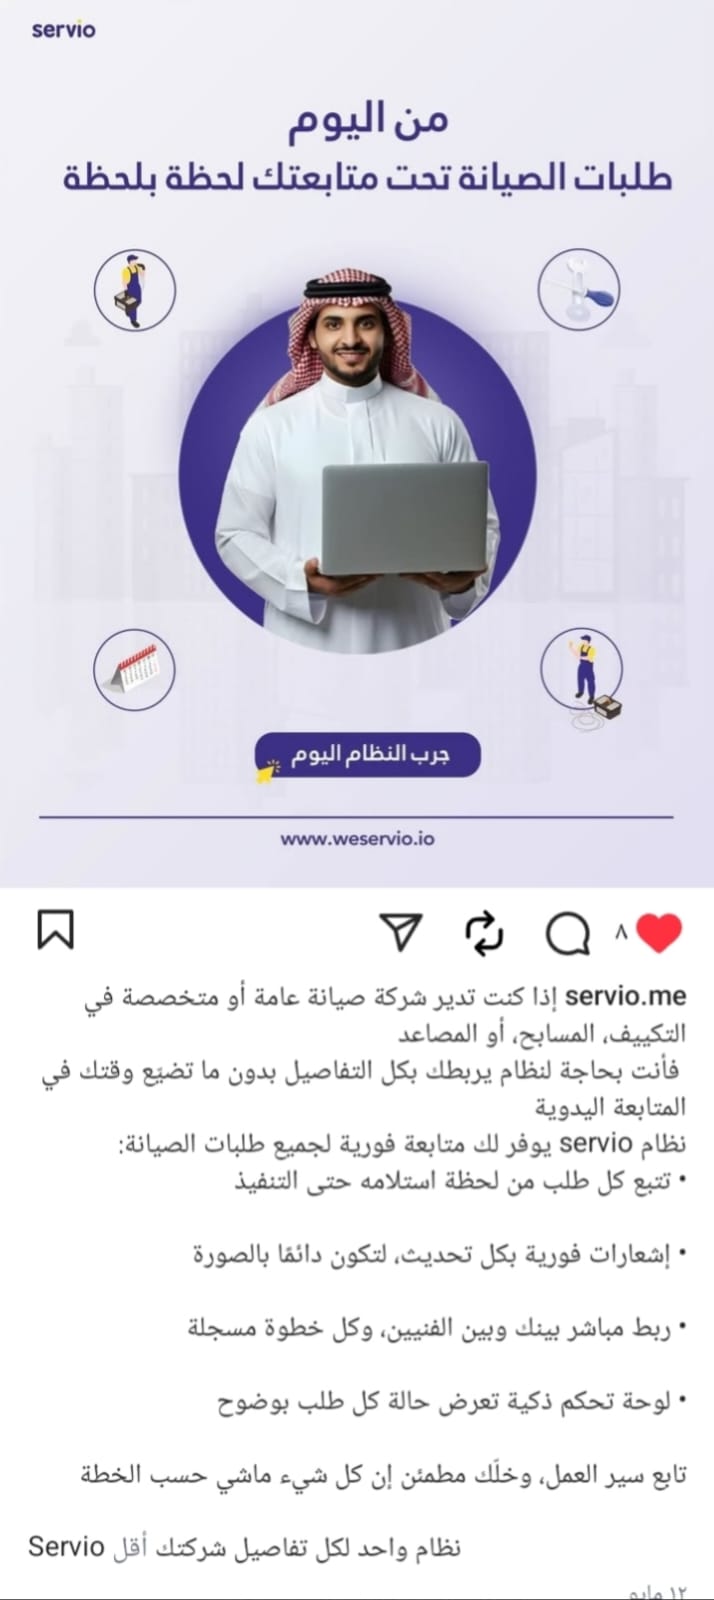 servio
من اليوم
طلبات الصيانة تحت متابعتك لحظة بلحظة
جرب النظام اليوم
www.weservio.io
٨
servio.me إذا كنت تدير شركة صيانة عامة أو متخصصة في
التكييف، المسابح، أو المصاعد
فأنت بحاجة لنظام يربطك بكل التفاصيل بدون ما تضيّع وقتك في
المتابعة اليدوية
نظام servio يوفر لك متابعة فورية لجميع طلبات الصيانة:
• تتبع كل طلب من لحظة استلامه حتى التنفيذ
• إشعارات فورية بكل تحديث، لتكون دائمًا بالصورة
• ربط مباشر بينك وبين الفنيين، وكل خطوة مسجلة
• لوحة تحكم ذكية تعرض حالة كل طلب بوضوح
تابع سير العمل، وخلّك مطمئن إن كل شيء ماشي حسب الخطة
نظام واحد لكل تفاصيل شركتك أقل Servio
١٢ مايو